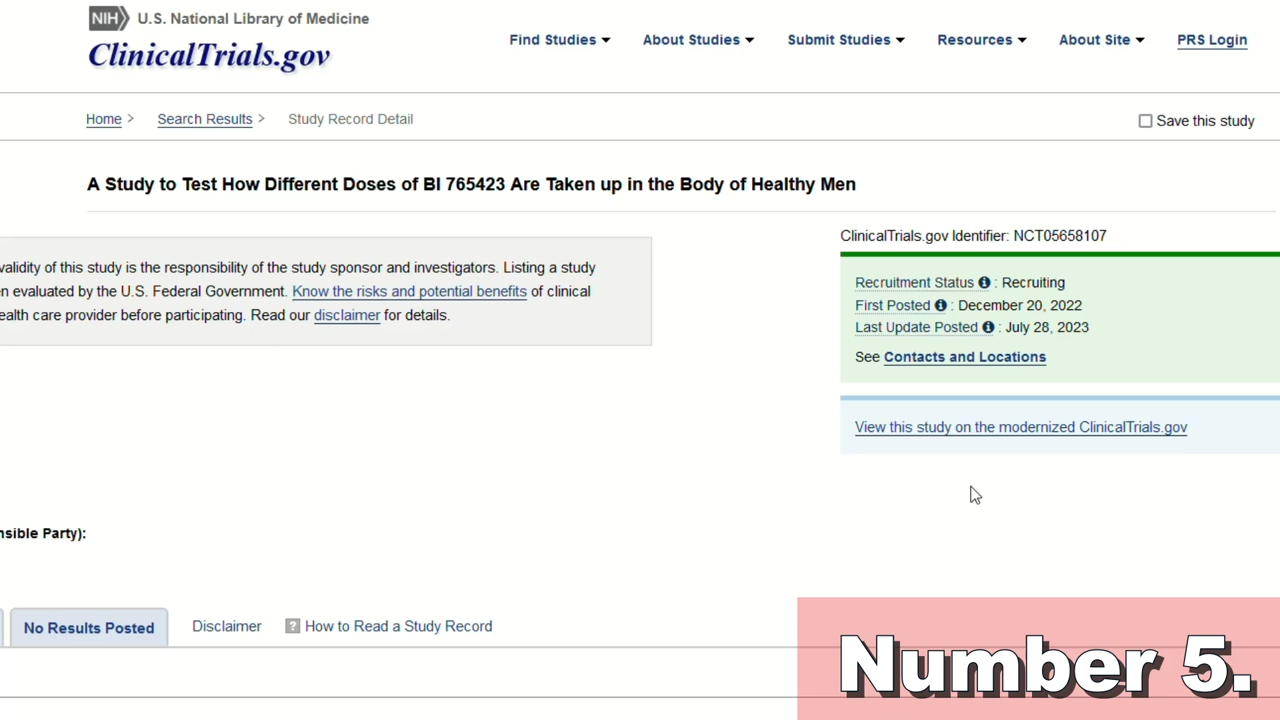 NIH U.S. National Library of Medicine
ClinicalTrials.gov
Find Studies About Studies Submit Studies Resources About Site PRS Login
Home > Search Results > Study Record Detail
Save this study
A Study to Test How Different Doses of BI 765423 Are Taken up in the Body of Healthy Men
ClinicalTrials.gov Identifier: NCT05658107
validity of this study is the responsibility of the study sponsor and investigators. Listing a study
n evaluated by the U.S. Federal Government. Know the risks and potential benefits of clinical
ealth care provider before participating. Read our disclaimer for details.
Recruitment Status : Recruiting
First Posted : December 20, 2022
Last Update Posted : July 28, 2023
See Contacts and Locations
View this study on the modernized ClinicalTrials.gov
nsible Party):
No Results Posted Disclaimer ? How to Read a Study Record
Number 5.